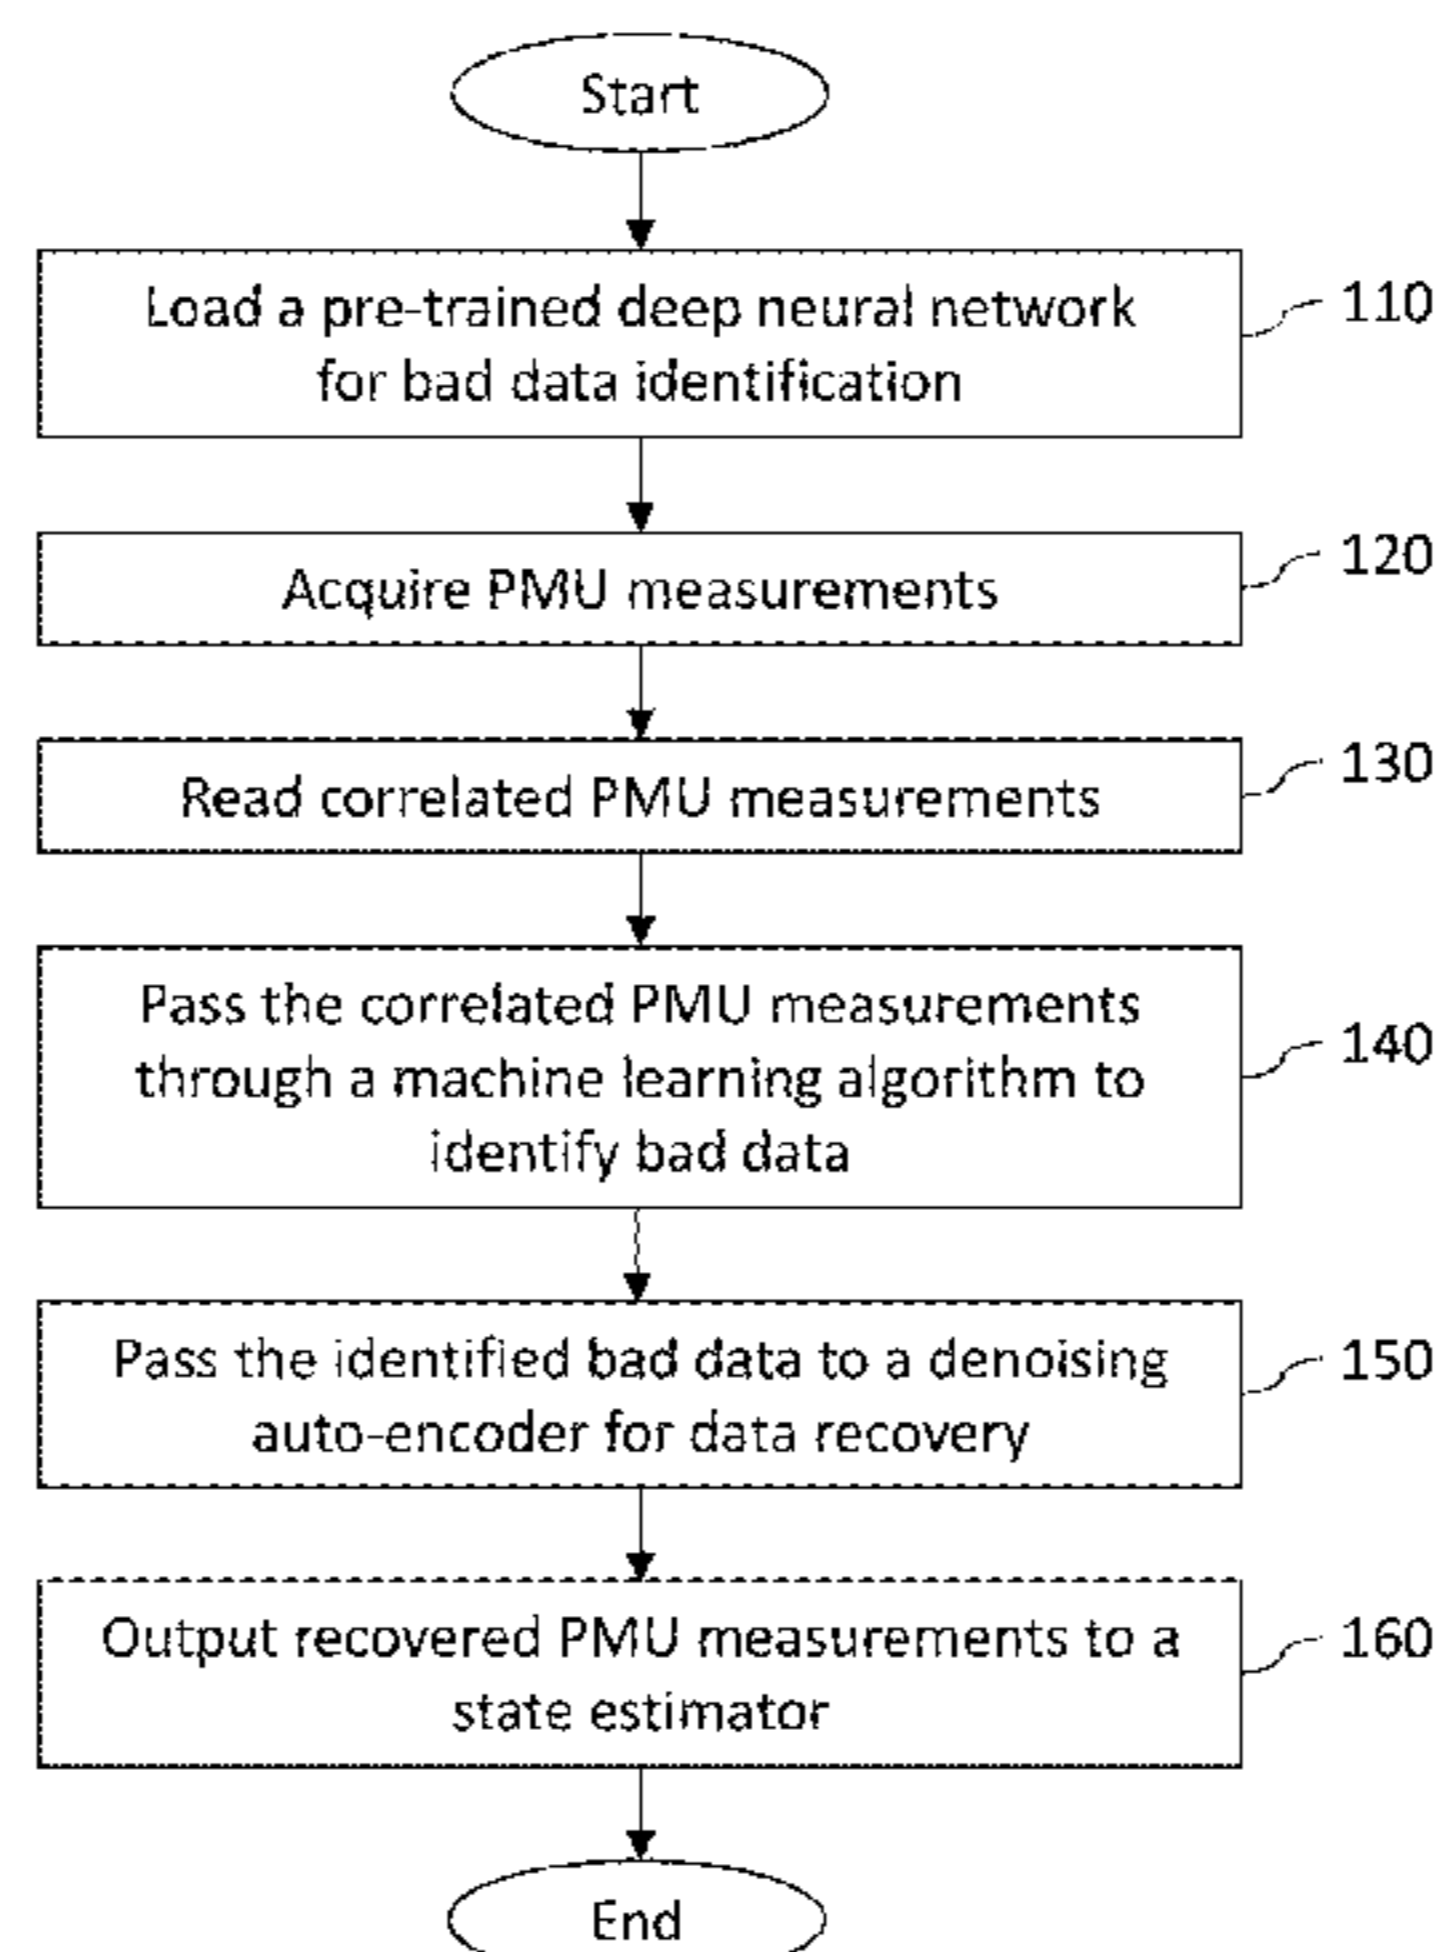 Start
Load a pre-trained deep neural network
for bad data identification
110
Acquire PMU measurements
120
Read correlated PMU measurements
130
Pass the correlated PMU measurements
through a machine learning algorithm to
identify bad data
140
Pass the identified bad data to a denoising
auto-encoder for data recovery
150
Output recovered PMU measurements to a
state estimator
160
End